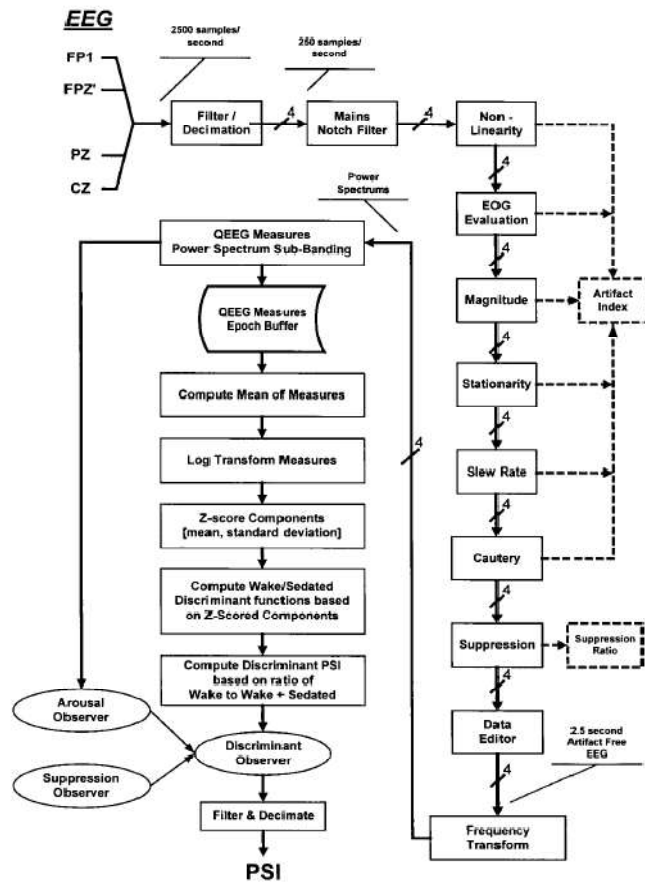 EEG
2500 samples/
second
250 samples/
second
FP1
FPZ'
PZ
CZ
Filter /
Decimation
4
Mains
Notch Filter
4
Non -
Linearity
4
EOG
Evaluation
4
Magnitude
Artifact
Index
4
Stationarity
4
Slew Rate
4
Cautery
4
Suppression
Suppression
Ratio
4
Data
Editor
2.5 second
Artifact Free
EEG
4
Frequency
Transform
4
Power
Spectrums
QEEG Measures
Power Spectrum Sub-Banding
QEEG Measures
Epoch Buffer
Compute Mean of Measures
Log Transform Measures
Z-score Components
[mean, standard deviation]
Compute Wake/Sedated
Discriminant functions based
on Z-Scored Components
Compute Discriminant PSI
based on ratio of
Wake to Wake + Sedated
Arousal
Observer
Suppression
Observer
Discriminant
Observer
Filter & Decimate
PSI